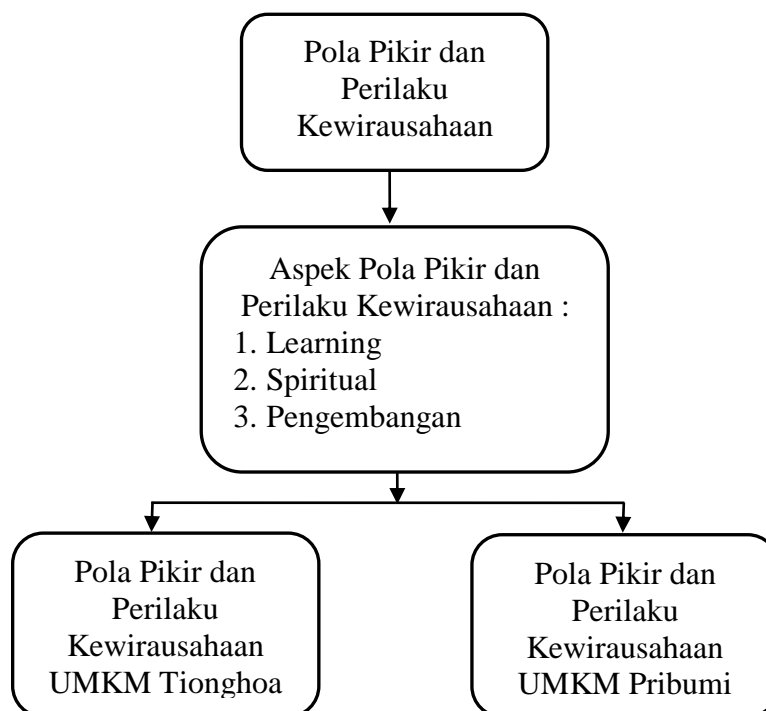 Pola Pikir dan
Perilaku
Kewirausahaan
Aspek Pola Pikir dan
Perilaku Kewirausahaan :
1. Learning
2. Spiritual
3. Pengembangan
Pola Pikir dan
Perilaku
Kewirausahaan
UMKM Tionghoa
Pola Pikir dan
Perilaku
Kewirausahaan
UMKM Pribumi